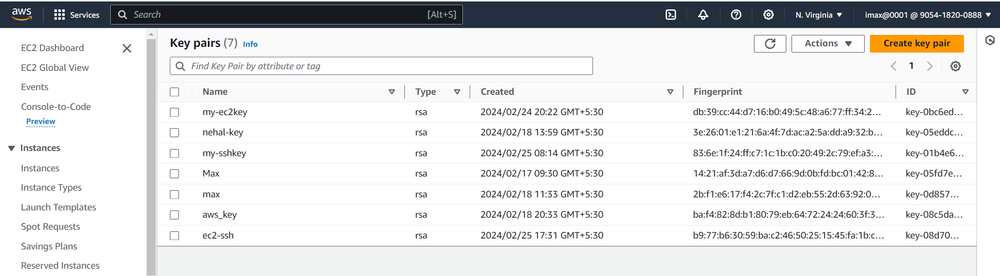 aws
Services
Search [Alt+S]
N. Virginia
imax@0001 @ 9054-1820-0888
EC2 Dashboard
EC2 Global View
Events
Console-to-Code
Preview
Instances
Instances
Instance Types
Launch Templates
Spot Requests
Savings Plans
Reserved Instances
Key pairs (7) Info
Actions
Create key pair
Find Key Pair by attribute or tag
1
Name Type Created Fingerprint ID
my-ec2key rsa 2024/02/24 20:22 GMT+5:30 db:39:cc:44:d7:16:b0:49:5c:48:a6:77:ff:34:2... key-0bc6ed...
nehal-key rsa 2024/02/18 13:59 GMT+5:30 3e:26:01:e1:21:6a:4f:7d:ac:a2:5a:dd:a9:32:b... key-05eddc...
my-sshkey rsa 2024/02/25 08:14 GMT+5:30 83:6e:1f:24:ff:c7:1c:1b:c0:20:49:2c:79:ef:a3:... key-01b4e6...
Max rsa 2024/02/17 09:30 GMT+5:30 14:21:af:3d:a7:d6:d7:66:9d:0b:fd:bc:01:42:8... key-05fd7e...
max rsa 2024/02/18 11:33 GMT+5:30 2b:f1:e6:17:f4:2c:7f:c1:d2:eb:55:2d:63:92:0... key-0d857...
aws_key rsa 2024/02/18 20:33 GMT+5:30 ba:f4:82:8d:b1:80:79:eb:64:72:24:24:60:3f:3... key-08c5da...
ec2-ssh rsa 2024/02/25 17:31 GMT+5:30 b9:77:b6:30:59:ba:c2:46:50:25:15:45:fa:1b:c... key-08d70...